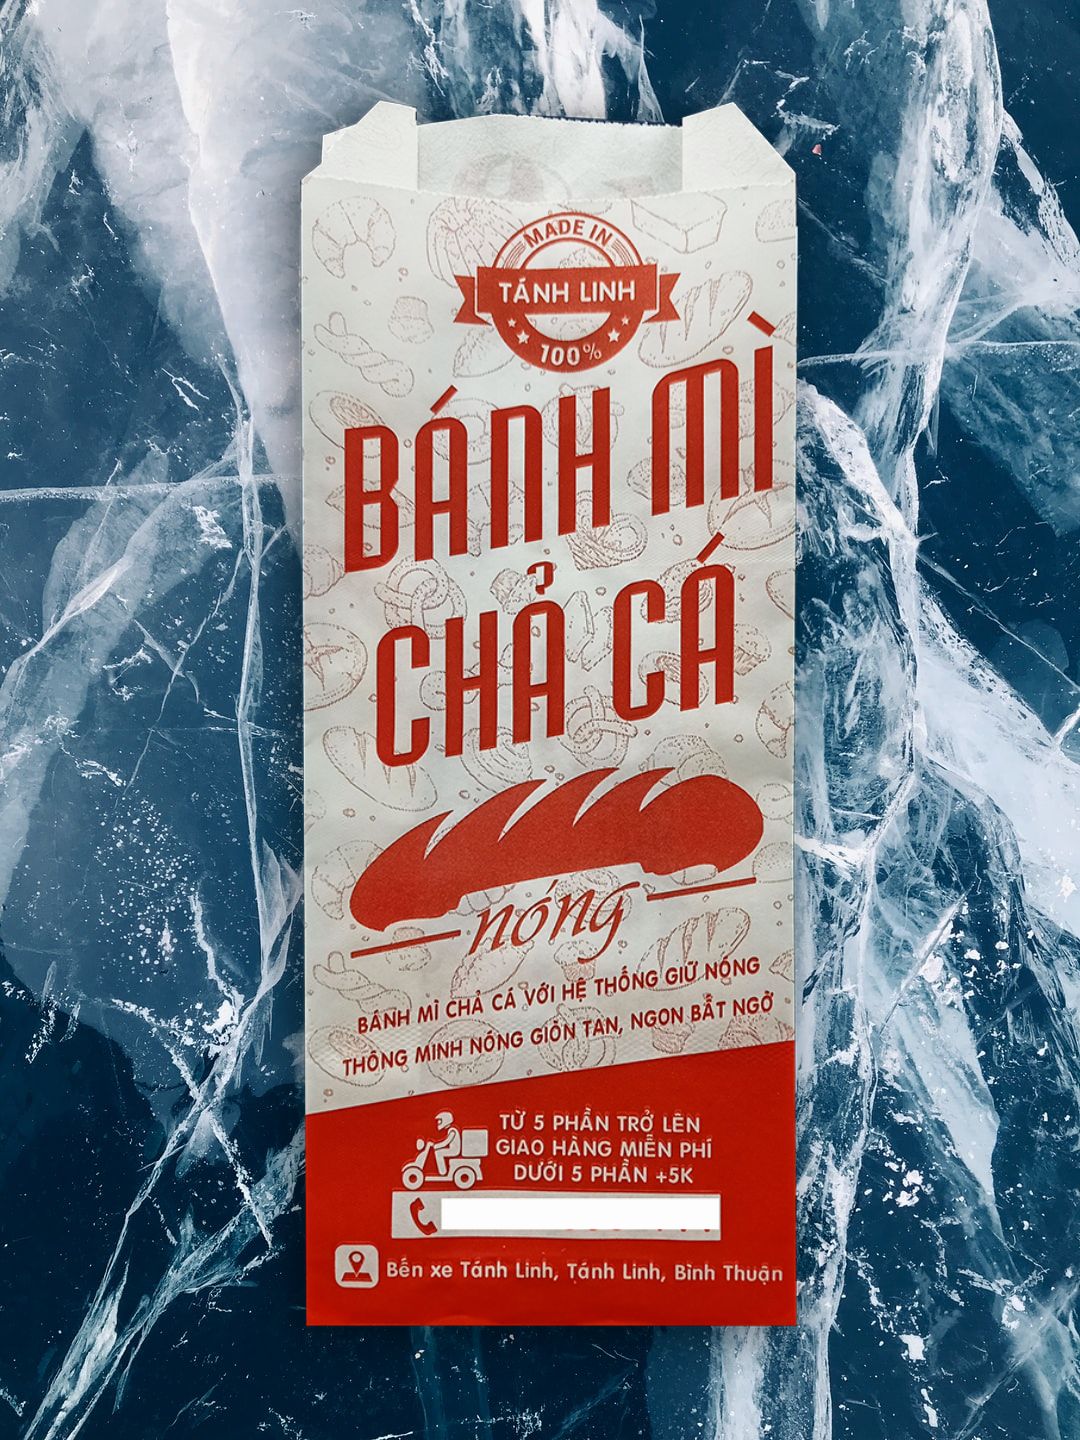 MADE IN
TÁNH LINH
100%
BÁNH MÌ
CHẢ CÁ
nóng
BÁNH MÌ CHẢ CÁ VỚI HỆ THỐNG GIỮ NÓNG
THÔNG MINH NÓNG GIÒN TAN, NGON BẤT NGỜ
TỪ 5 PHẦN TRỞ LÊN
GIAO HÀNG MIỄN PHÍ
DƯỚI 5 PHẦN +5K
Bến xe Tánh Linh, Tánh Linh, Bình Thuận